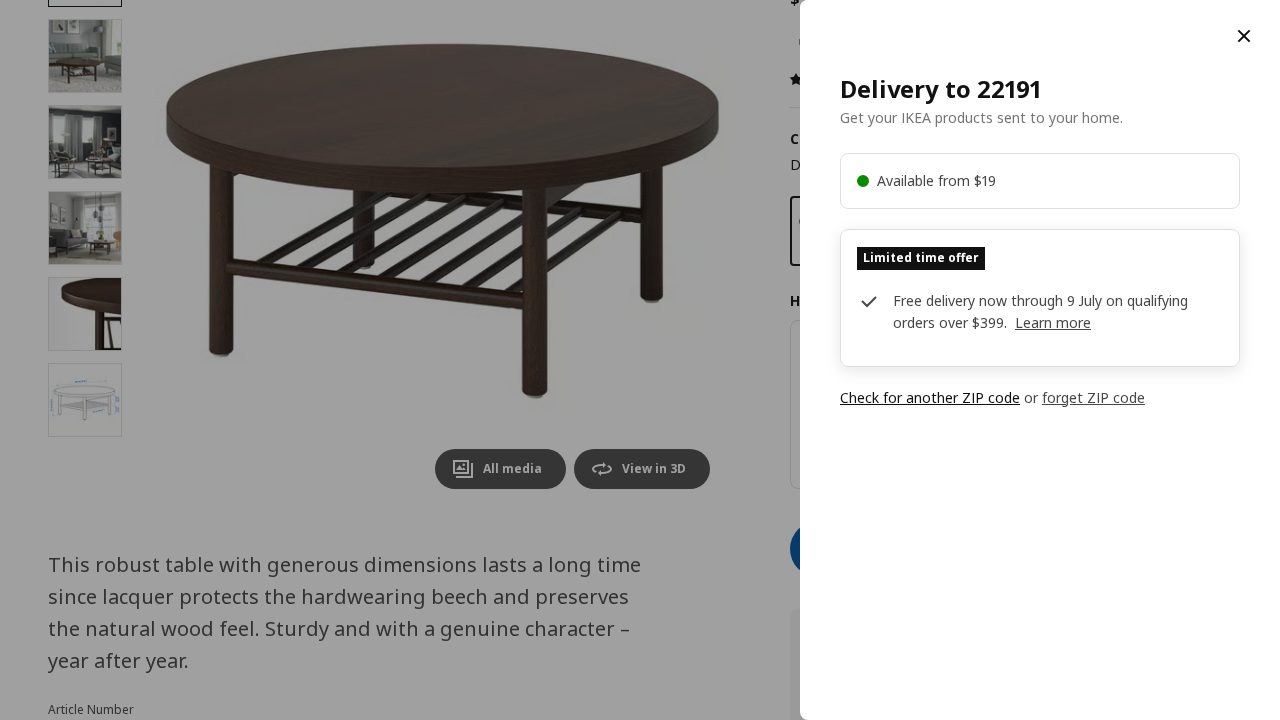 All media
View in 3D
This robust table with generous dimensions lasts a long time
since lacquer protects the hardwearing beech and preserves
the natural wood feel. Sturdy and with a genuine character –
year after year.
Article Number
Delivery to 22191
Get your IKEA products sent to your home.
Available from $19
Limited time offer
Free delivery now through 9 July on qualifying
orders over $399. Learn more
Check for another ZIP code or forget ZIP code